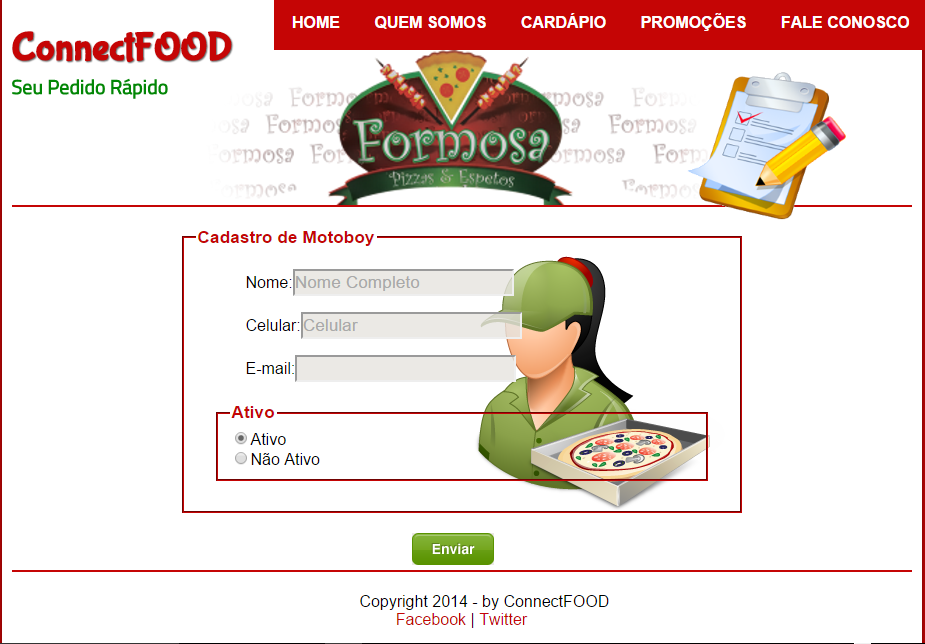 HOME QUEM SOMOS CARDÁPIO PROMOÇÕES FALE CONOSCO
ConnectFOOD
Seu Pedido Rápido
Formosa
Pizzas & Espetos
Cadastro de Motoboy
Nome: Nome Completo
Celular: Celular
E-mail:
Ativo
Ativo
Não Ativo
Enviar
Copyright 2014 - by ConnectFOOD
Facebook | Twitter